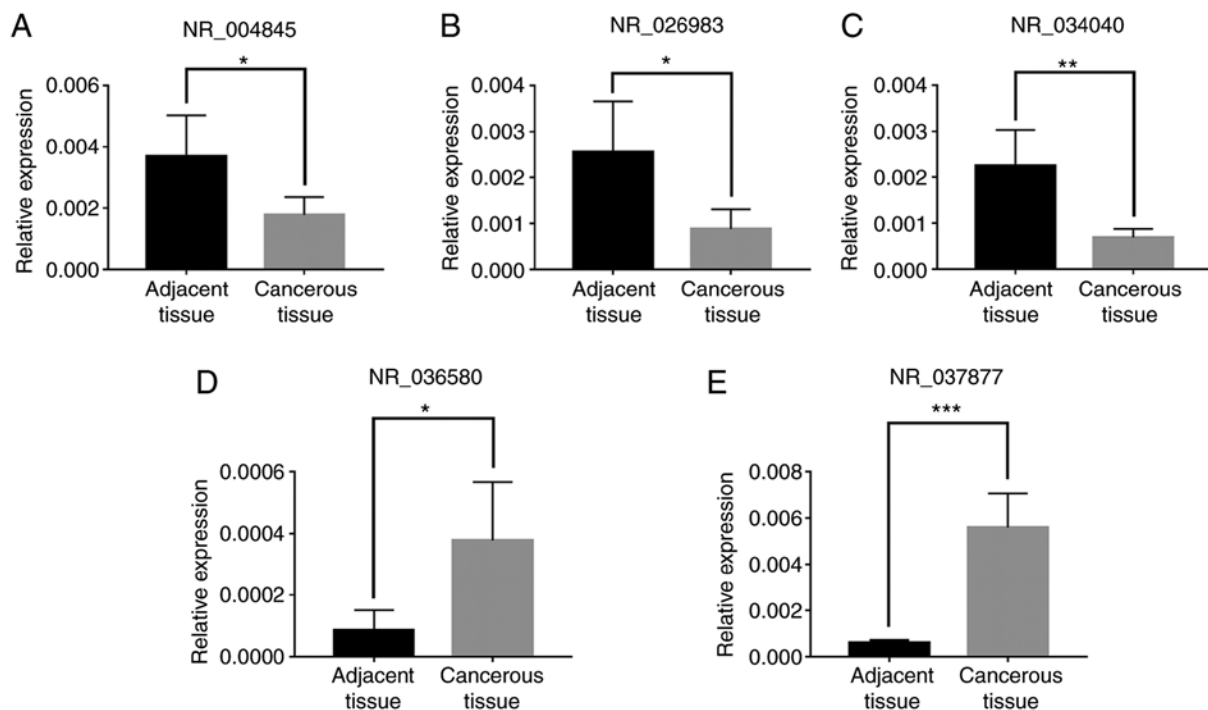 A
NR_004845
*
Relative expression
0.006
0.004
0.002
0.000
Adjacent
tissue
Cancerous
tissue
B
NR_026983
*
Relative expression
0.004
0.003
0.002
0.001
0.000
Adjacent
tissue
Cancerous
tissue
C
NR_034040
**
Relative expression
0.004
0.003
0.002
0.001
0.000
Adjacent
tissue
Cancerous
tissue
D
NR_036580
*
Relative expression
0.0006
0.0004
0.0002
0.0000
Adjacent
tissue
Cancerous
tissue
E
NR_037877
***
Relative expression
0.008
0.006
0.004
0.002
0.000
Adjacent
tissue
Cancerous
tissue